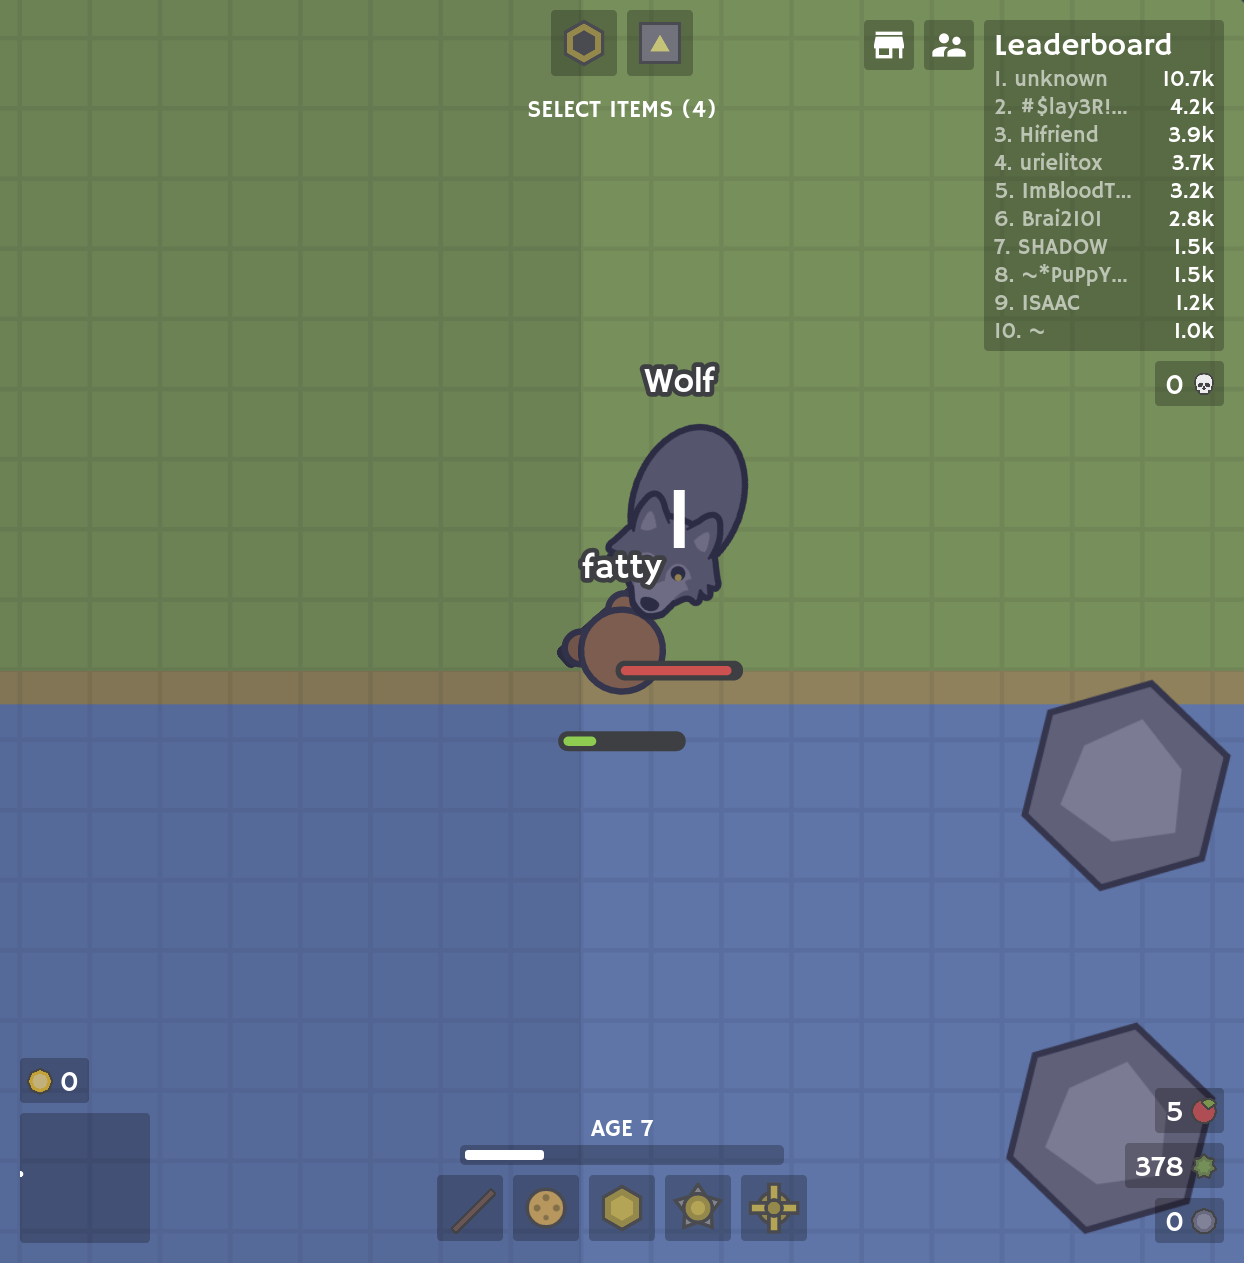 SELECT ITEMS (4)
Leaderboard
1. unknown 10.7k
2. #$lay3R!... 4.2k
3. Hifriend 3.9k
4. urielitox 3.7k
5. ImBloodT... 3.2k
6. Brai2101 2.8k
7. SHADOW 1.5k
8. ~*PuPpY... 1.5k
9. ISAAC 1.2k
10. ~ 1.0k
0
Wolf
fatty
0
AGE 7
5
378
0